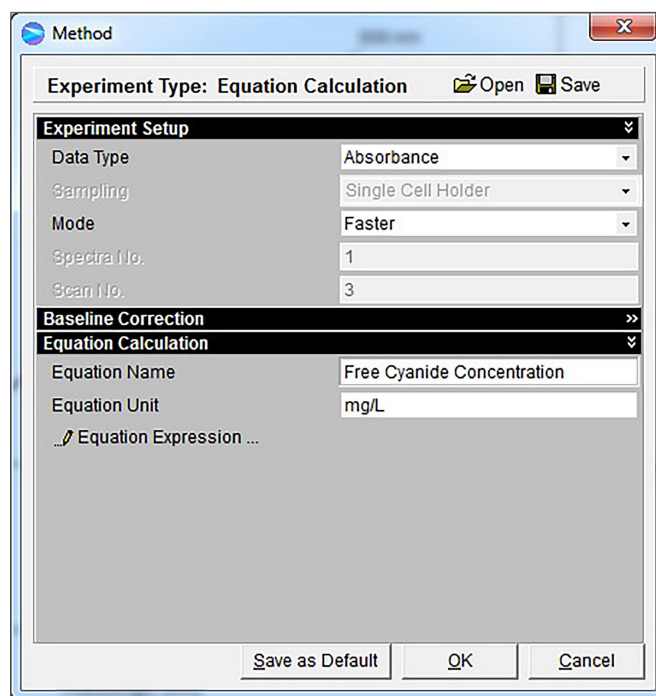 Method
Experiment Type: Equation Calculation Open Save
Experiment Setup
Data Type Absorbance
Sampling Single Cell Holder
Mode Faster
Spectra No. 1
Scan No. 3
Baseline Correction
Equation Calculation
Equation Name Free Cyanide Concentration
Equation Unit mg/L
Equation Expression ...
Save as Default OK Cancel